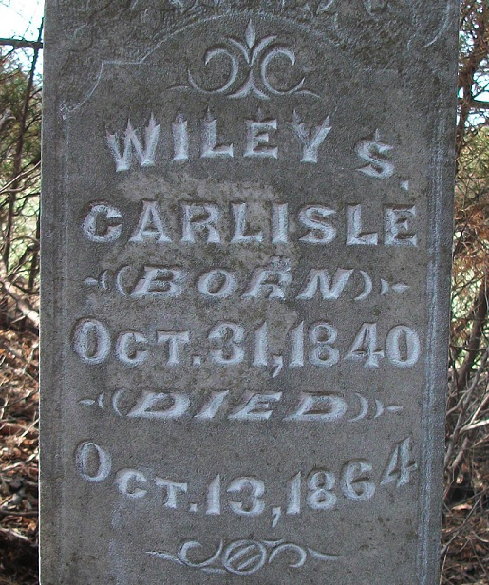 WILEY S.
CARLISLE
BORN
OCT. 31, 1840
DIED
OCT. 13, 1864